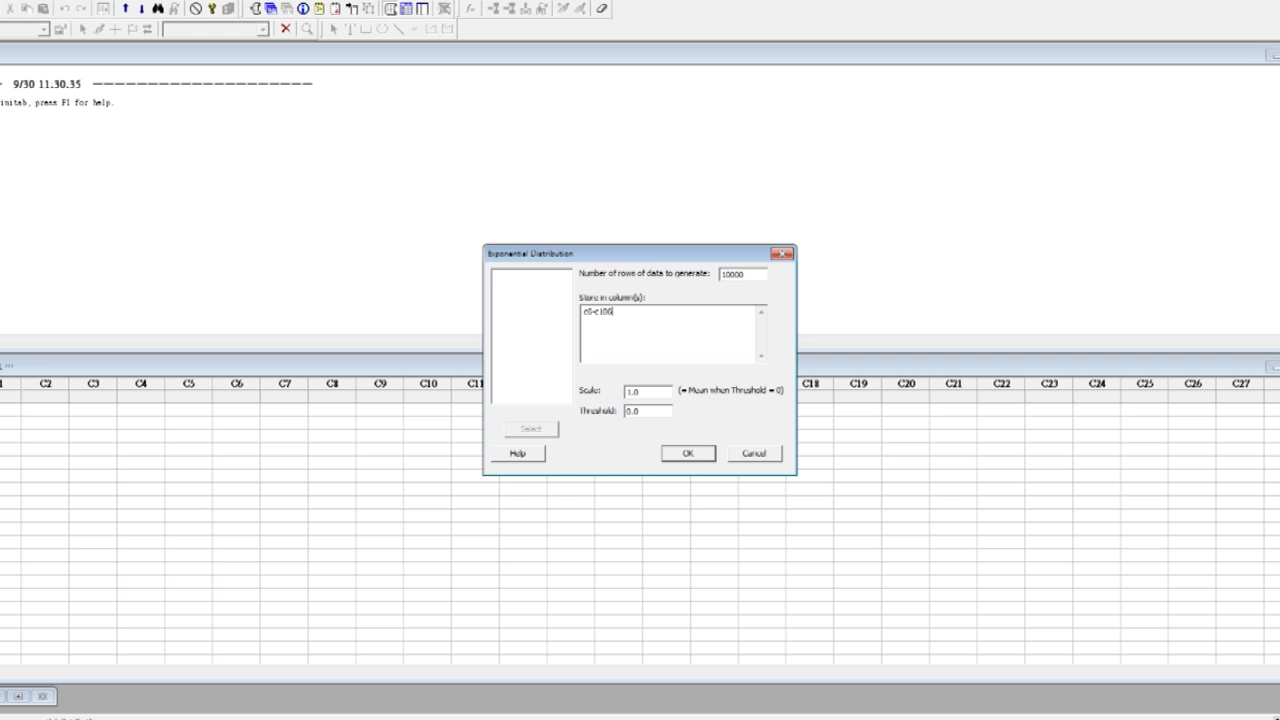 9/30 11.30.35
initab, press F1 for help.
Exponential Distribution
Number of rows of data to generate: 10000
Store in column(s):
c6-c106
Scale: 1.0 (= Mean when Threshold = 0)
Threshold: 0.0
Select
Help OK Cancel
C2 C3 C4 C5 C6 C7 C8 C9 C10 C11 C18 C19 C20 C21 C22 C23 C24 C25 C26 C27